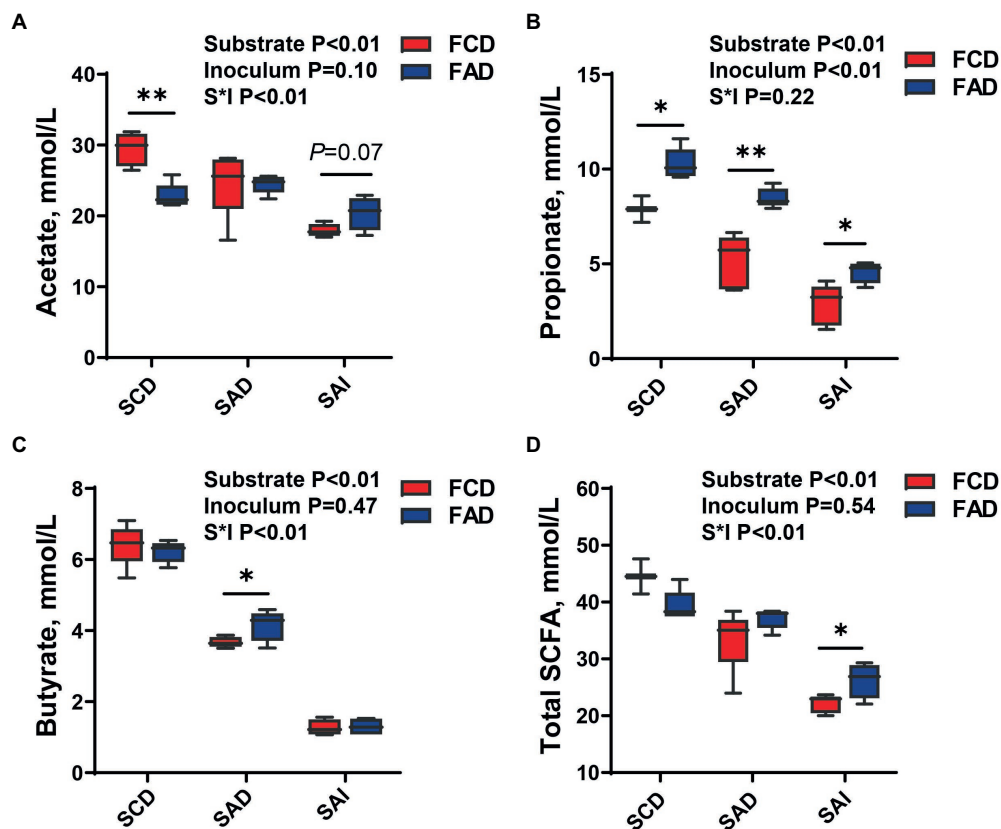 A
Substrate P<0.01
Inoculum P=0.10
S*I P<0.01
FCD
FAD
Acetate, mmol/L
40
30
20
10
0
**
P=0.07
SCD
SAD
SAI
B
Substrate P<0.01
Inoculum P<0.01
S*I P=0.22
FCD
FAD
Propionate, mmol/L
15
10
5
0
*
**
*
SCD
SAD
SAI
C
Substrate P<0.01
Inoculum P=0.47
S*I P<0.01
FCD
FAD
Butyrate, mmol/L
8
6
4
2
0
*
SCD
SAD
SAI
D
Substrate P<0.01
Inoculum P=0.54
S*I P<0.01
FCD
FAD
Total SCFA, mmol/L
60
50
40
30
20
10
*
SCD
SAD
SAI